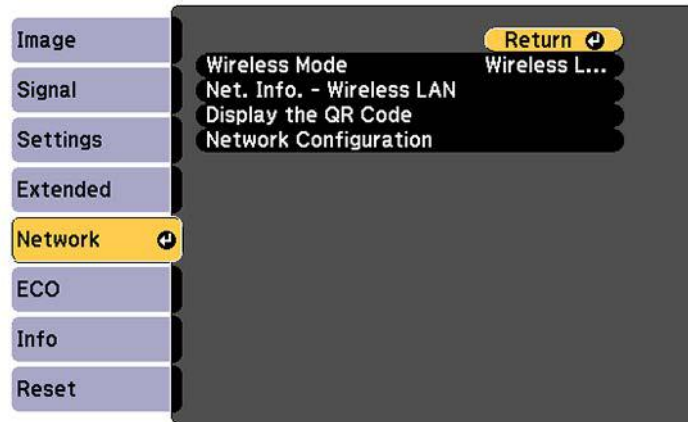 Image
Signal
Settings
Extended
Network
ECO
Info
Reset
Return
Wireless Mode Wireless L...
Net. Info. - Wireless LAN
Display the QR Code
Network Configuration